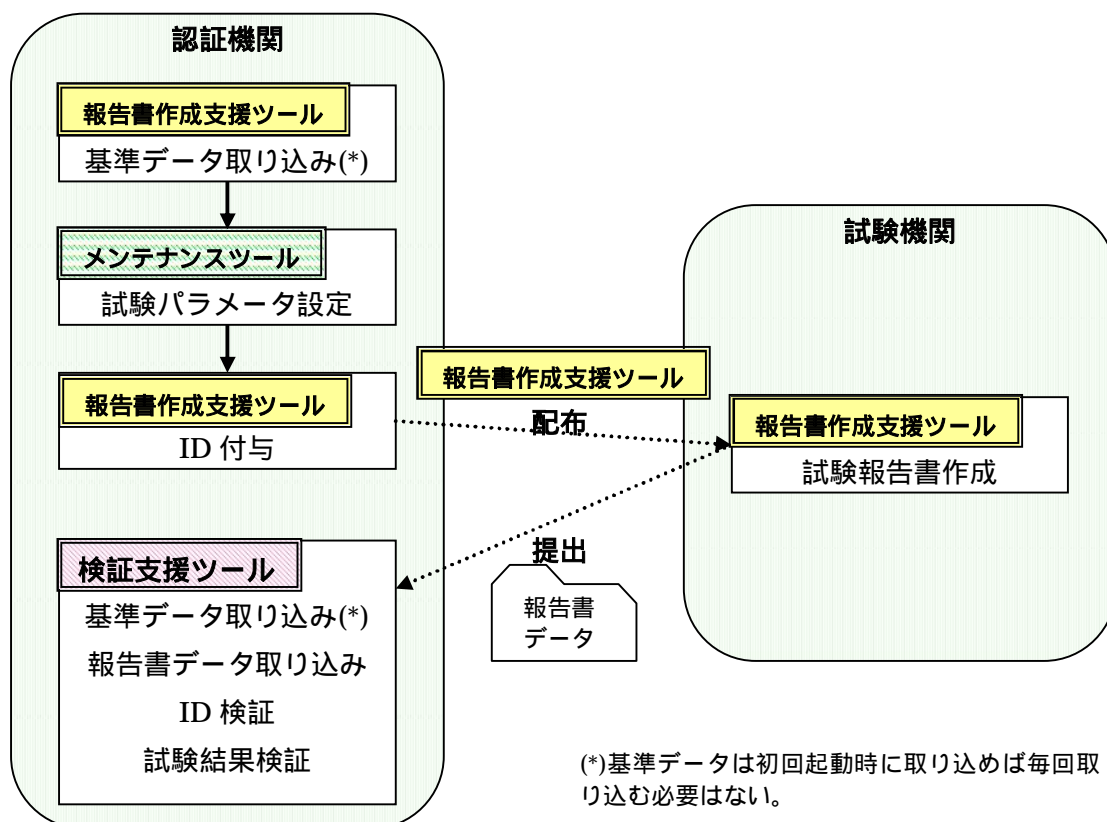 認証機関
報告書作成支援ツール
基準データ取り込み(*)
メンテナンスツール
試験パラメータ設定
報告書作成支援ツール
ID 付与
報告書作成支援ツール
配布
試験機関
報告書作成支援ツール
試験報告書作成
提出
報告書
データ
検証支援ツール
基準データ取り込み(*)
報告書データ取り込み
ID 検証
試験結果検証
(*)基準データは初回起動時に取り込めば毎回取
り込む必要はない。